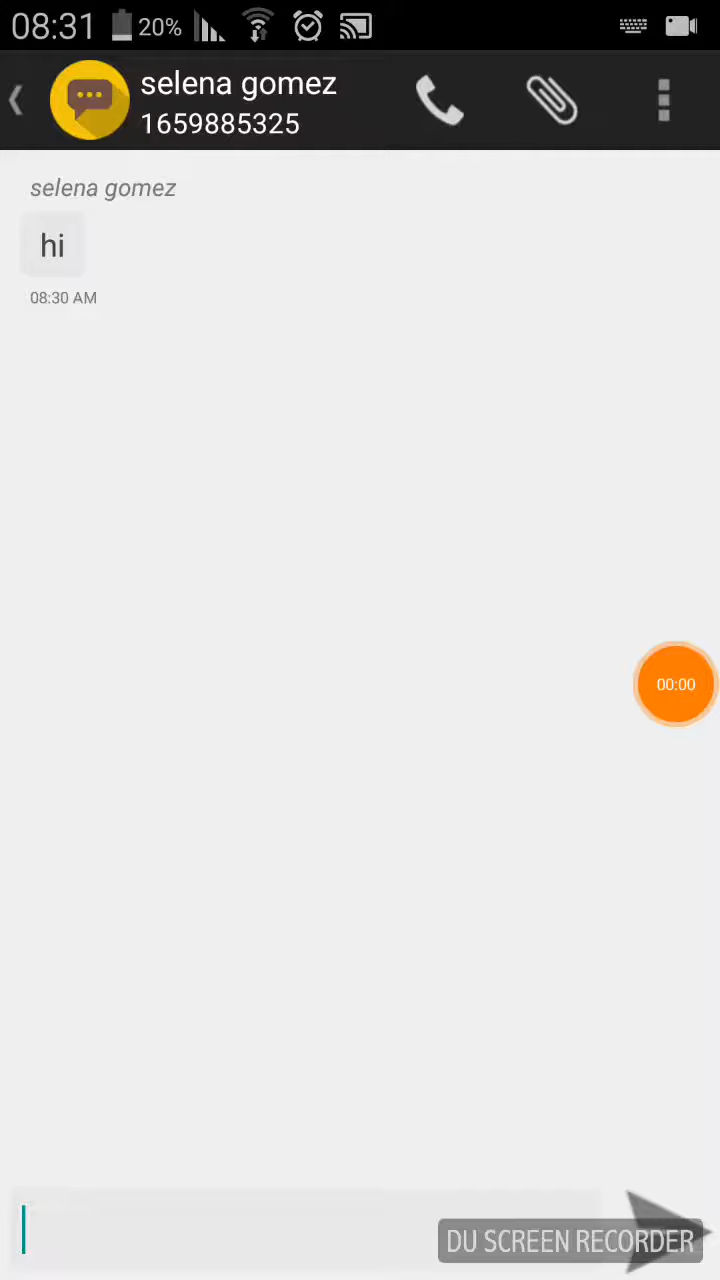 08:31 20%
selena gomez
1659885325
selena gomez
hi
08:30 AM
00:00
DU SCREEN RECORDER